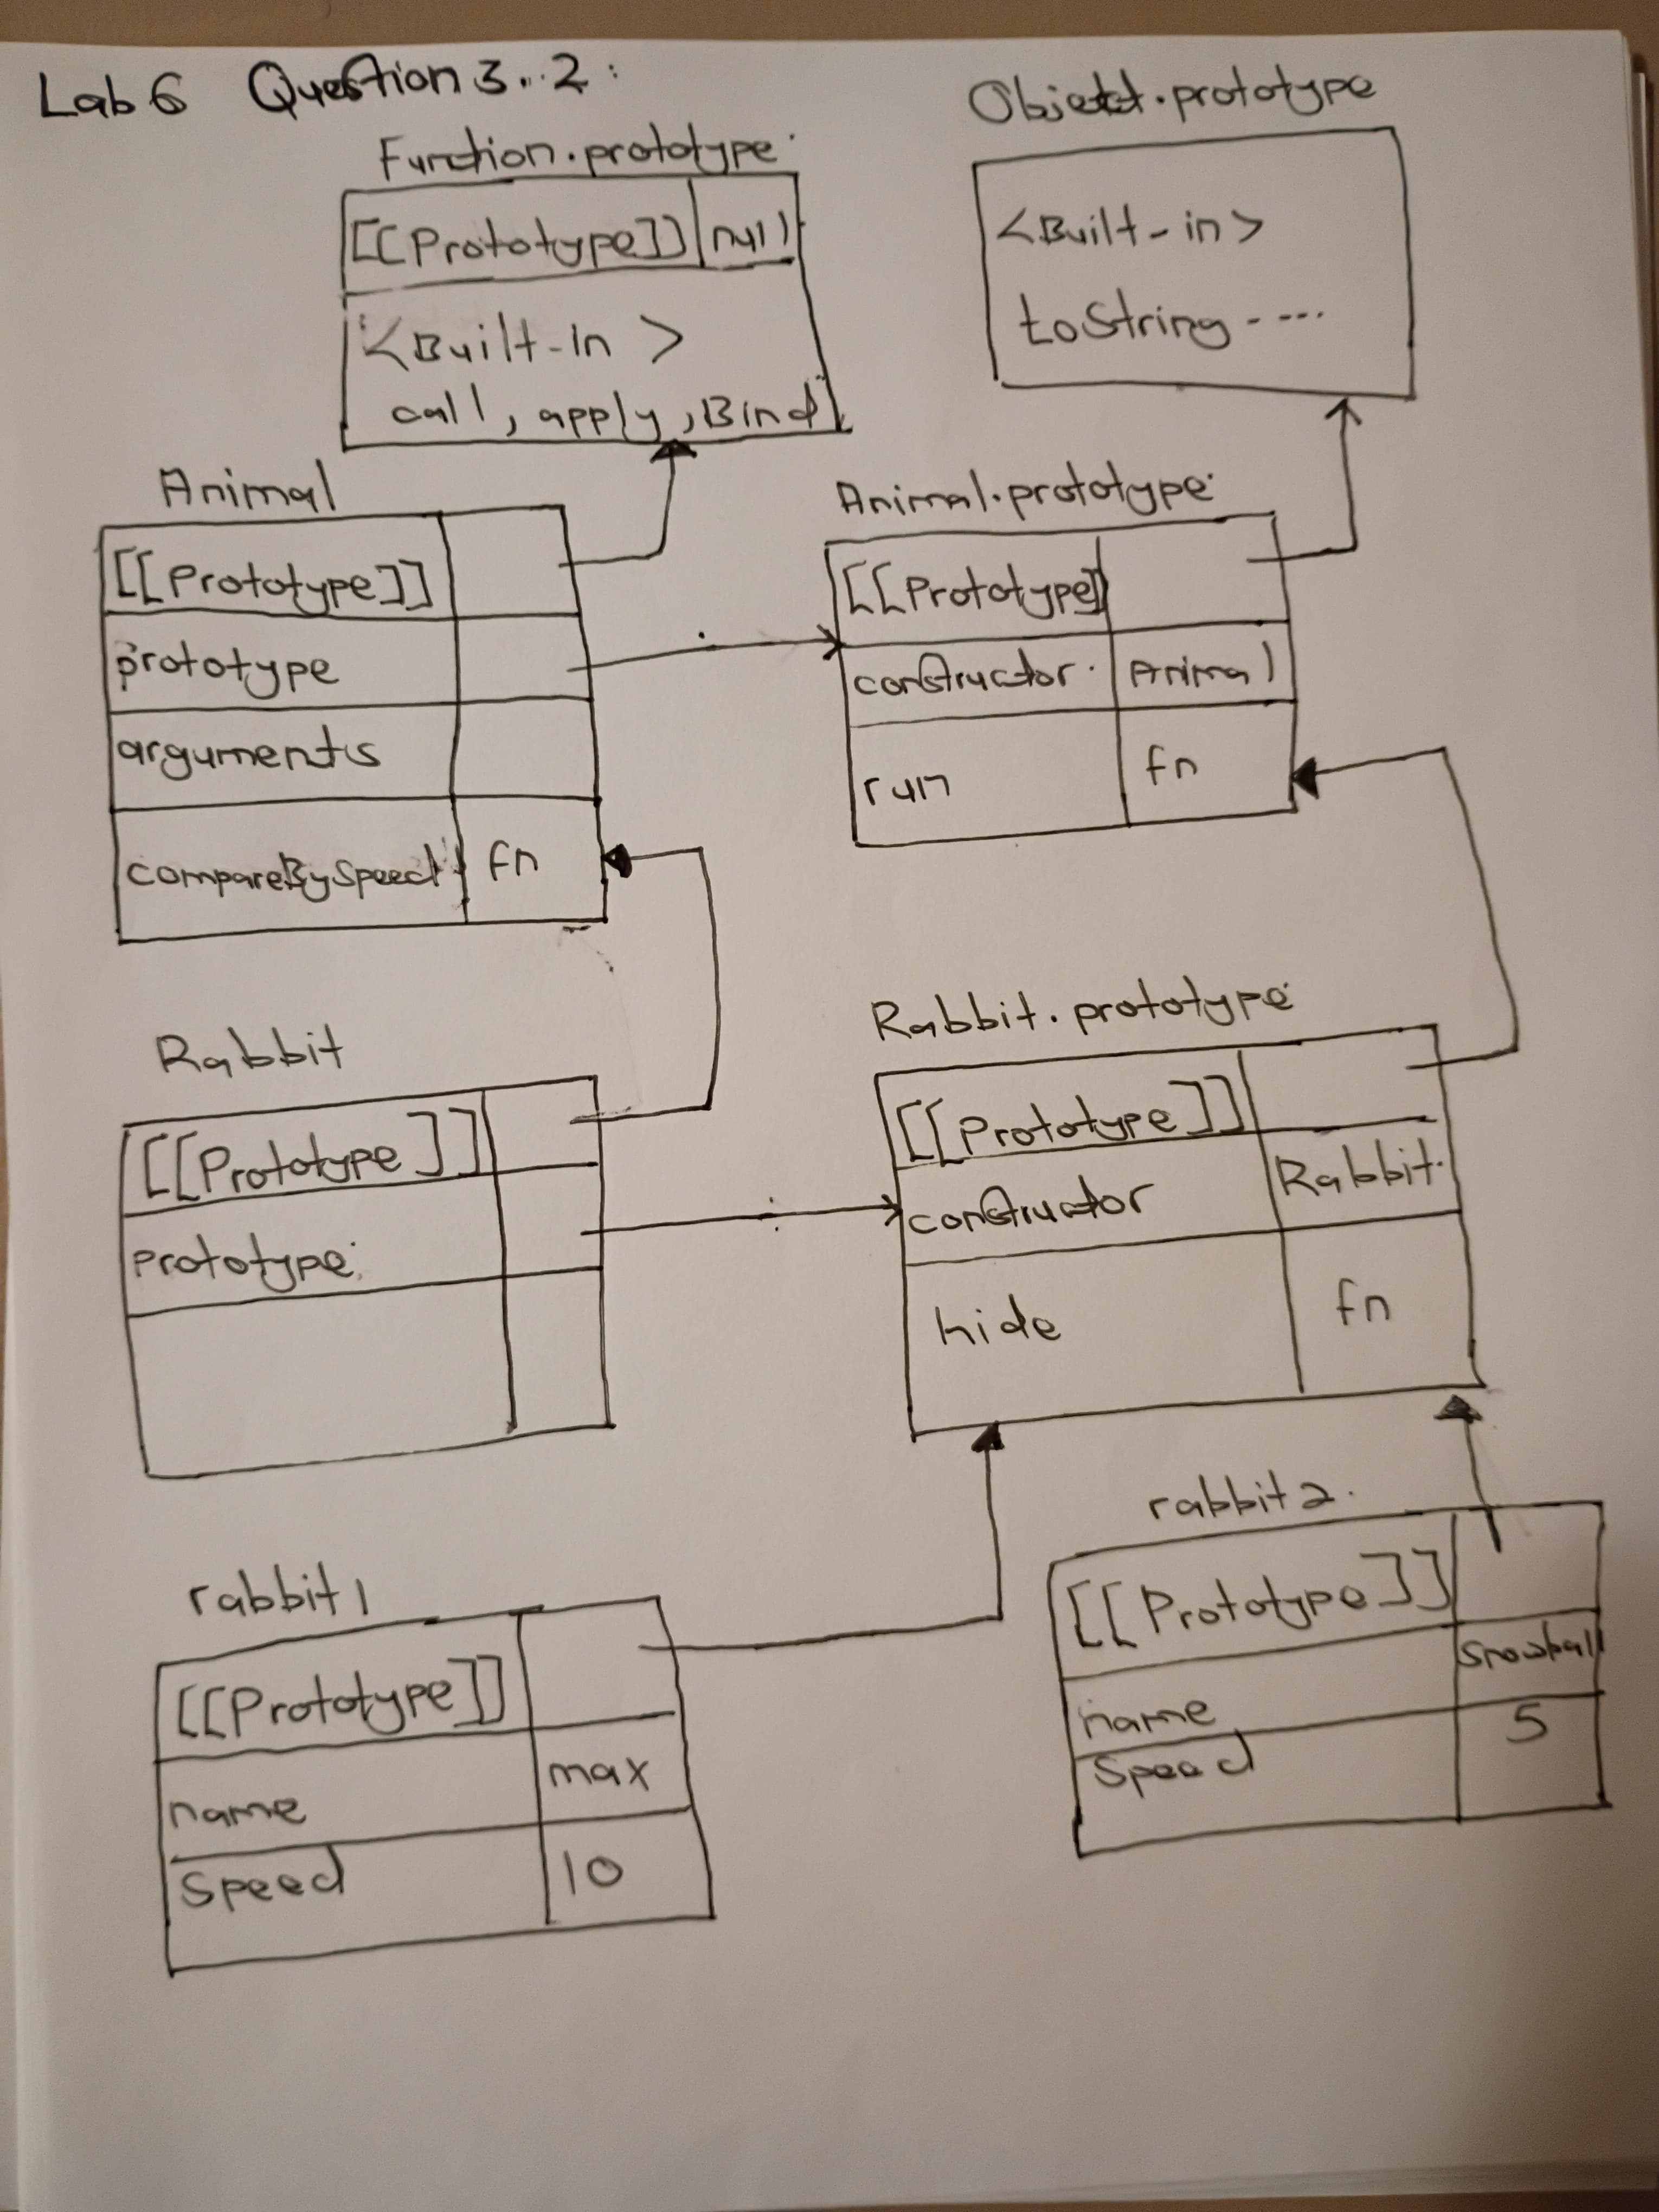 Lab 6 Question 3..2:
Function.prototype
[[Prototype]] null
<Built-in>
call, apply, Bind
.prototype
<Built-in>
toString ----
Animal
[[Prototype]]
prototype
arguments
compareBySpeed fn
Animal.prototype
[[Prototype]]
constructor Animal
run fn
Rabbit
[[Prototype]]
prototype
Rabbit.prototype
[[Prototype]]
constructor Rabbit
hide fn
rabbit1
[[Prototype]]
name max
Speed 10
rabbit2
[[Prototype]]
name Snowball
Speed 5